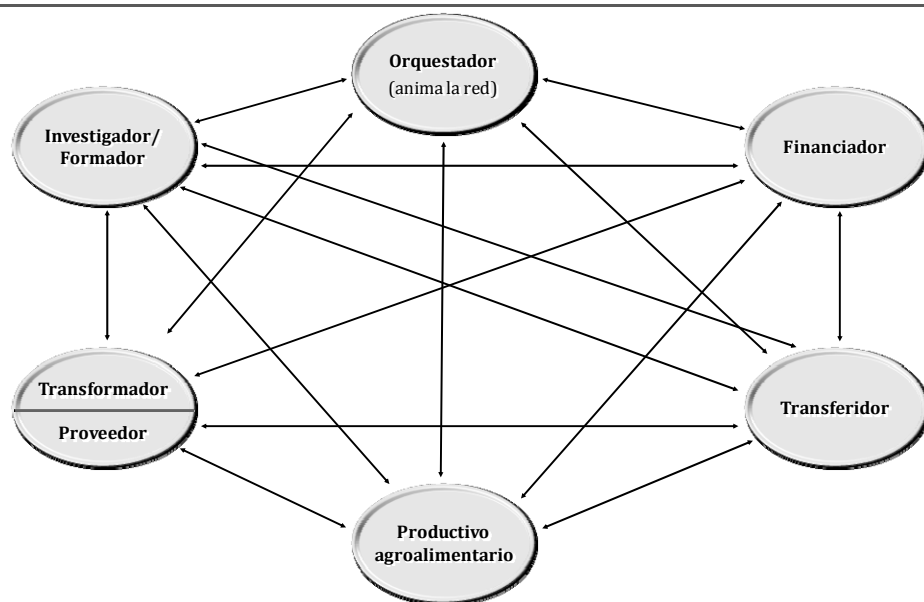 Orquestador
(anima la red)
Investigador/
Formador
Financiador
Transformador
Proveedor
Transferidor
Productivo
agroalimentario